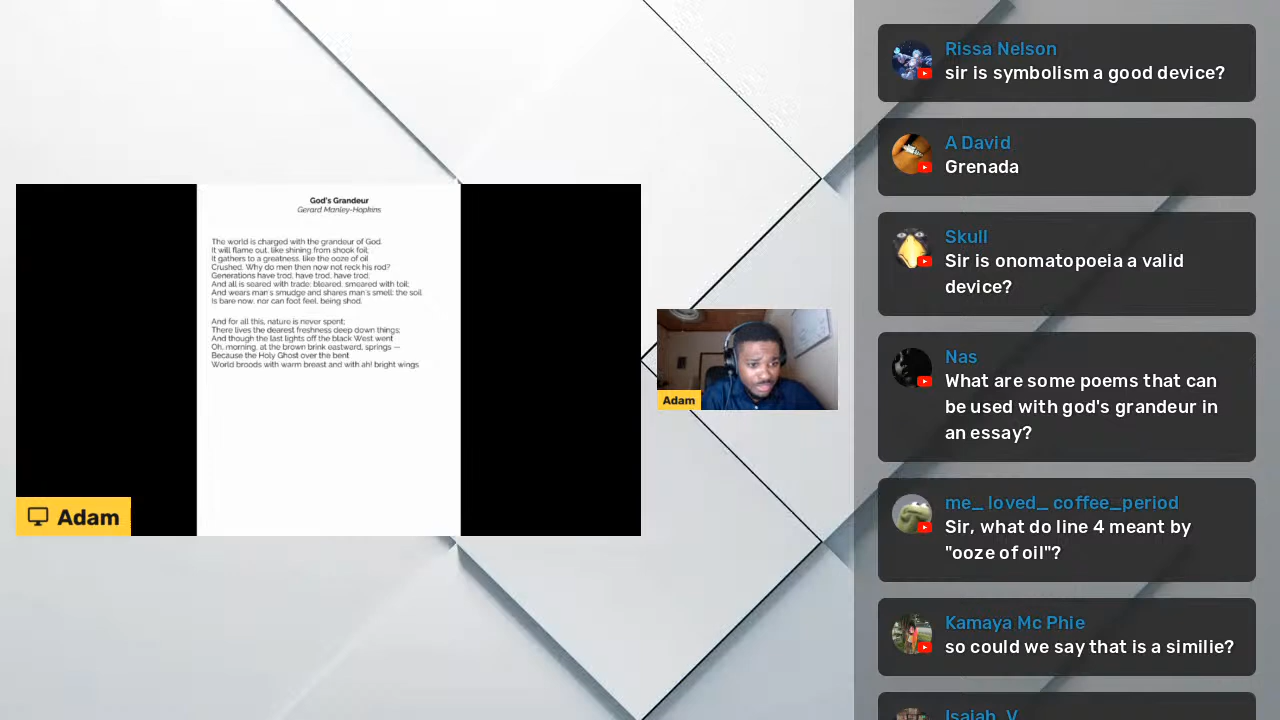 God's Grandeur
Gerard Manley-Hopkins
The world is charged with the grandeur of God.
It will flame out, like shining from shook foil;
It gathers to a greatness, like the ooze of oil
Crushed. Why do men then now not reck his rod?
Generations have trod, have trod, have trod;
And all is seared with trade; bleared, smeared with toil;
And wears man's smudge and shares man's smell: the soil
Is bare now, nor can foot feel, being shod.
And for all this, nature is never spent;
There lives the dearest freshness deep down things;
And though the last lights off the black West went
Oh, morning, at the brown brink eastward, springs —
Because the Holy Ghost over the bent
World broods with warm breast and with ah! bright wings
Adam
Adam
Rissa Nelson
sir is symbolism a good device?
A David
Grenada
Skull
Sir is onomatopoeia a valid
device?
Nas
What are some poems that can
be used with god's grandeur in
an essay?
me_ loved_ coffee_period
Sir, what do line 4 meant by
"ooze of oil"?
Kamaya Mc Phie
so could we say that is a similie?
Isaiah V